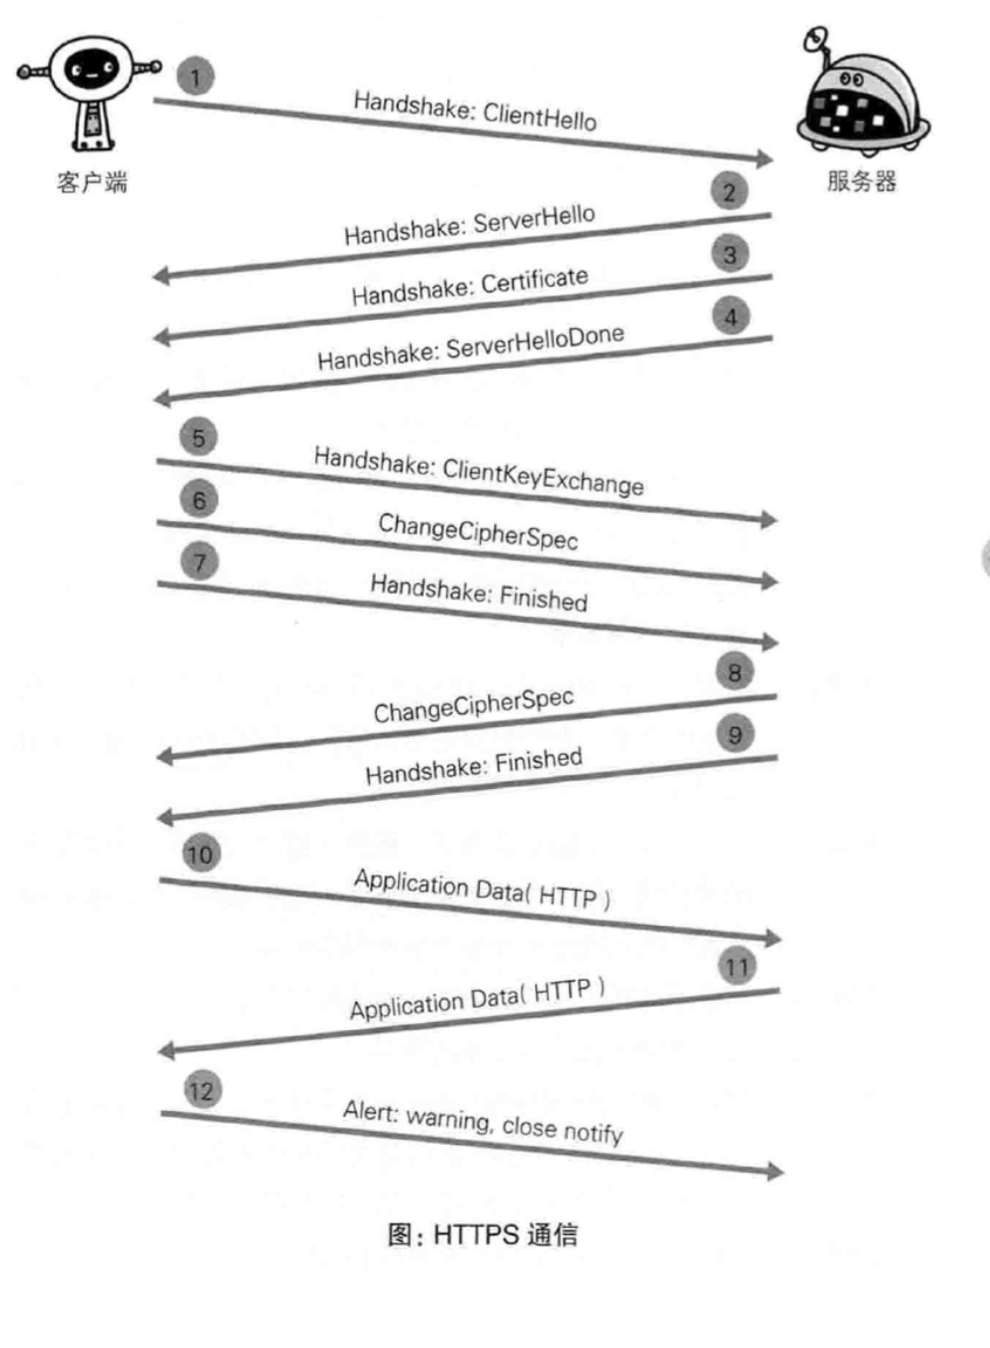 1
Handshake: ClientHello
客户端
服务器
2
Handshake: ServerHello
3
Handshake: Certificate
4
Handshake: ServerHelloDone
5
Handshake: ClientKeyExchange
6
ChangeCipherSpec
7
Handshake: Finished
8
ChangeCipherSpec
9
Handshake: Finished
10
Application Data( HTTP )
11
Application Data( HTTP )
12
Alert: warning, close notify
图: HTTPS 通信